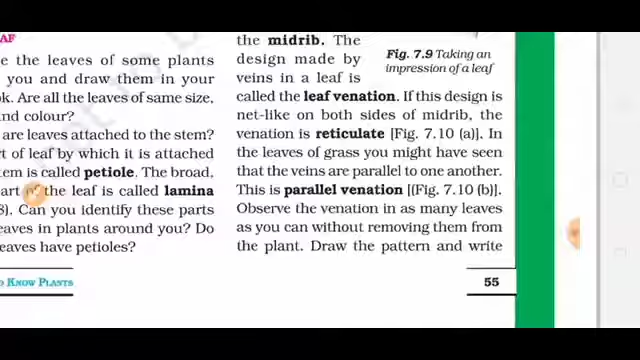 AF
e the leaves of some plants
you and draw them in your
k. Are all the leaves of same size,
nd colour?
are leaves attached to the stem?
t of leaf by which it is attached
tem is called petiole. The broad,
art of the leaf is called lamina
8). Can you identify these parts
eaves in plants around you? Do
eaves have petioles?
the midrib. The
design made by
veins in a leaf is
called the leaf venation. If this design is
net-like on both sides of midrib, the
venation is reticulate [Fig. 7.10 (a)]. In
the leaves of grass you might have seen
that the veins are parallel to one another.
This is parallel venation [(Fig. 7.10 (b)].
Observe the venation in as many leaves
as you can without removing them from
the plant. Draw the pattern and write
Fig. 7.9 Taking an
impression of a leaf
O KNOW PLANTS
55